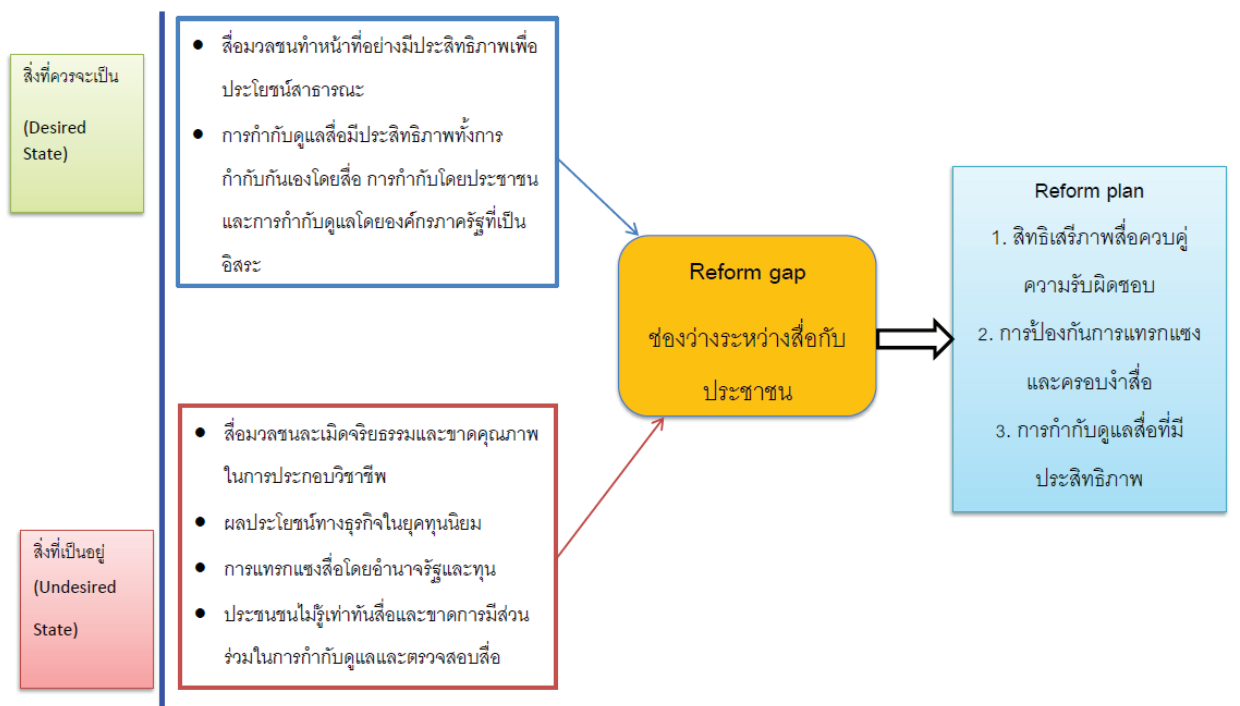 สิ่งที่ควรจะเป็น
(Desired
State)
● สื่อมวลชนทำหน้าที่อย่างมีประสิทธิภาพเพื่อ
ประโยชน์สาธารณะ
● การกำกับดูแลสื่อมีประสิทธิภาพทั้งการ
กำกับกันเองโดยสื่อ การกำกับโดยประชาชน
และการกำกับดูแลโดยองค์กรภาครัฐที่เป็น
อิสระ
สิ่งที่เป็นอยู่
(Undesired
State)
● สื่อมวลชนละเมิดจริยธรรมและขาดคุณภาพ
ในการประกอบวิชาชีพ
● ผลประโยชน์ทางธุรกิจในยุคทุนนิยม
● การแทรกแซงสื่อโดยอำนาจรัฐและทุน
● ประชนชนไม่รู้เท่าทันสื่อและขาดการมีส่วน
ร่วมในการกำกับดูแลและตรวจสอบสื่อ
Reform gap
ช่องว่างระหว่างสื่อกับ
ประชาชน
Reform plan
1. สิทธิเสรีภาพสื่อควบคู่
ความรับผิดชอบ
2. การป้องกันการแทรกแซง
และครอบงำสื่อ
3. การกำกับดูแลสื่อที่มี
ประสิทธิภาพ